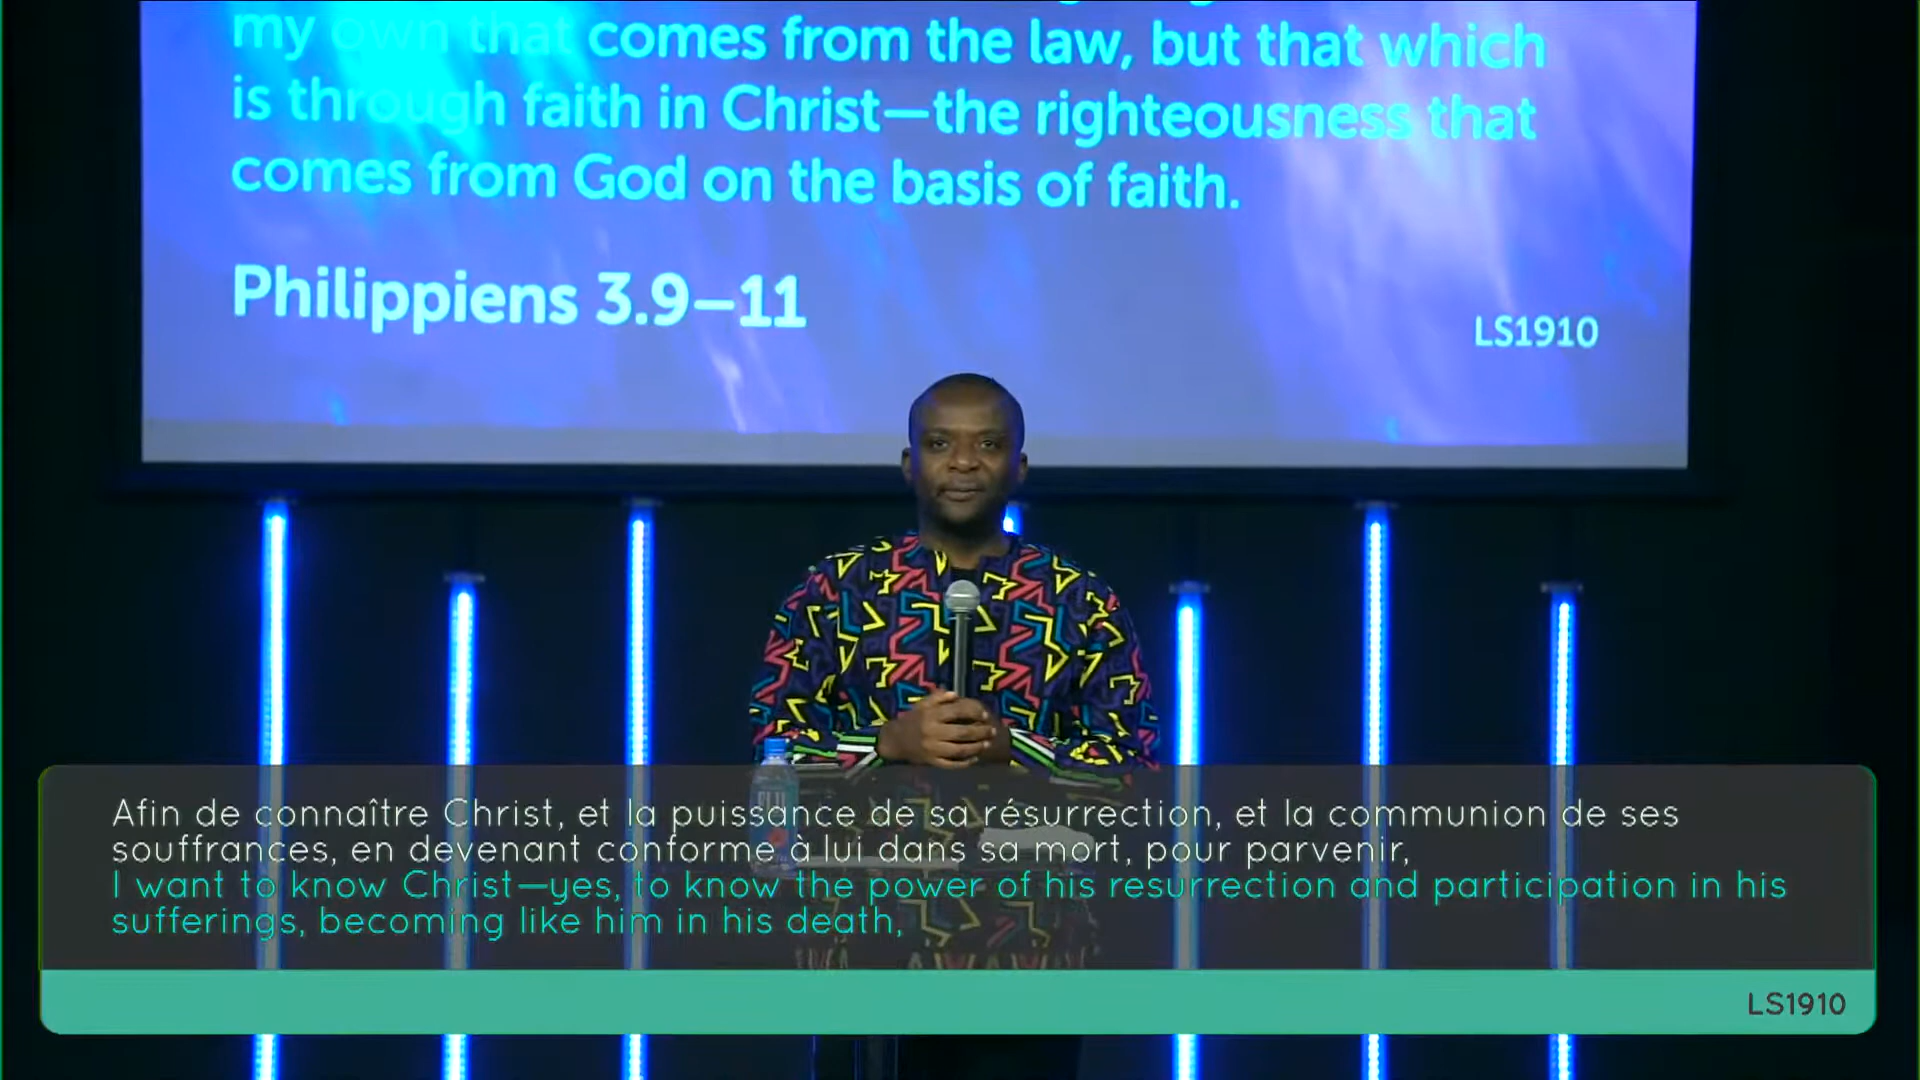 my own that comes from the law, but that which
is through faith in Christ—the righteousness that
comes from God on the basis of faith.
Philippiens 3.9–11
LS1910
Afin de connaître Christ, et la puissance de sa résurrection, et la communion de ses
souffrances, en devenant conforme à lui dans sa mort, pour parvenir,
I want to know Christ—yes, to know the power of his resurrection and participation in his
sufferings, becoming like him in his death,
LS1910